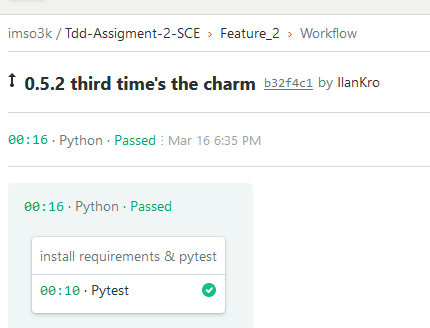 imso3k / Tdd-Assigment-2-SCE > Feature_2 > Workflow
0.5.2 third time's the charm b32f4c1 by IlanKro
00:16 · Python · Passed ⋮ Mar 16 6:35 PM
00:16 · Python · Passed
install requirements & pytest
00:10 · Pytest